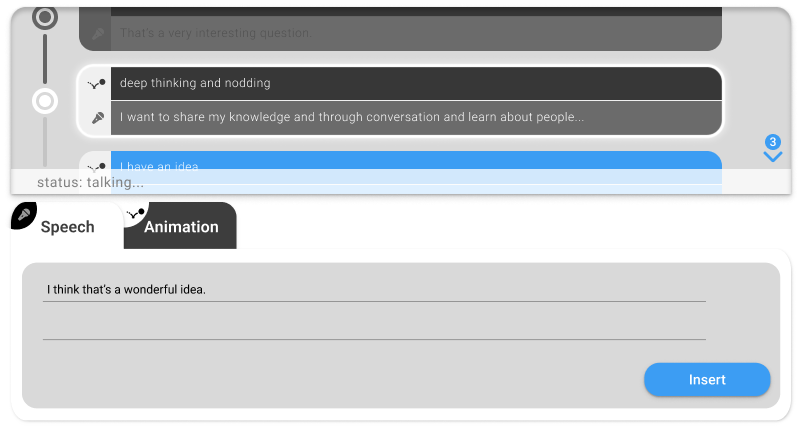 That's a very interesting question.
deep thinking and nodding
I want to share my knowledge and through conversation and learn about people...
I have an idea
3
status: talking...
Speech
Animation
I think that's a wonderful idea.
Insert